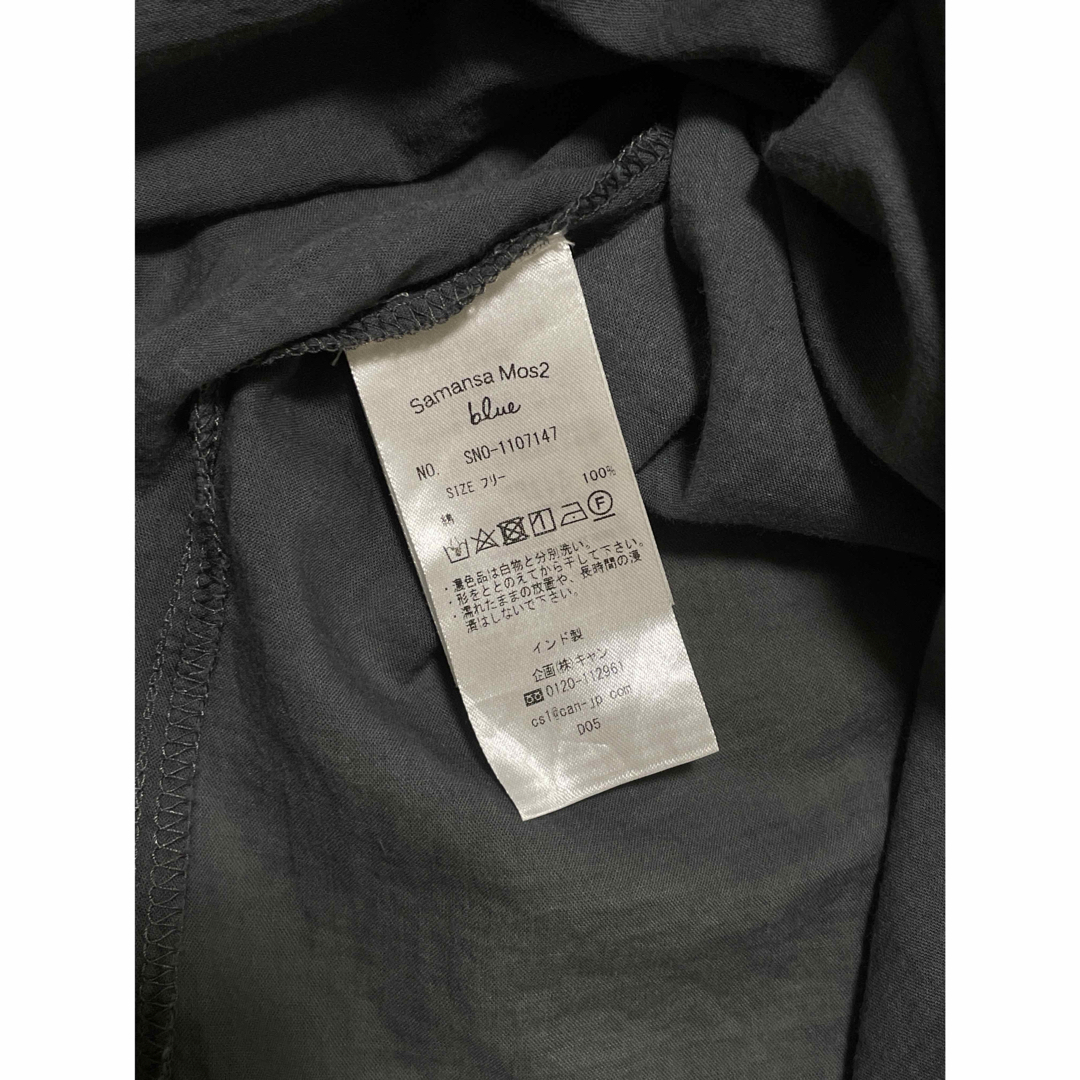 Samansa Mos2
blue
NO. SNO-1107147
SIZE フリー
綿 100%
F
・濃色品は白物と分別洗い。
・形をととのえてから干して下さい。
・濡れたままの放置や、長時間の浸
漬はしないで下さい。
インド製
企画(株)キャン
0120-112961
cs1@can-jp.com
D05